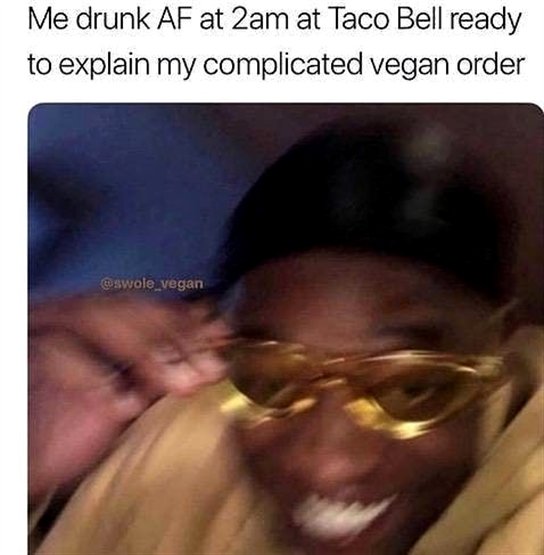 Me drunk AF at 2am at Taco Bell ready
to explain my complicated vegan order
@swole_vegan